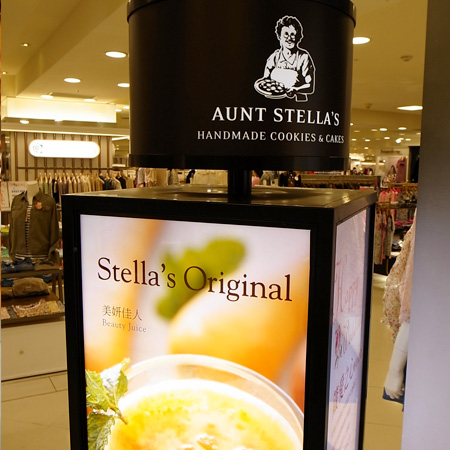 AUNT STELLA'S
HANDMADE COOKIES & CAKES
Stella's Original
美妍佳人
Beauty Juice